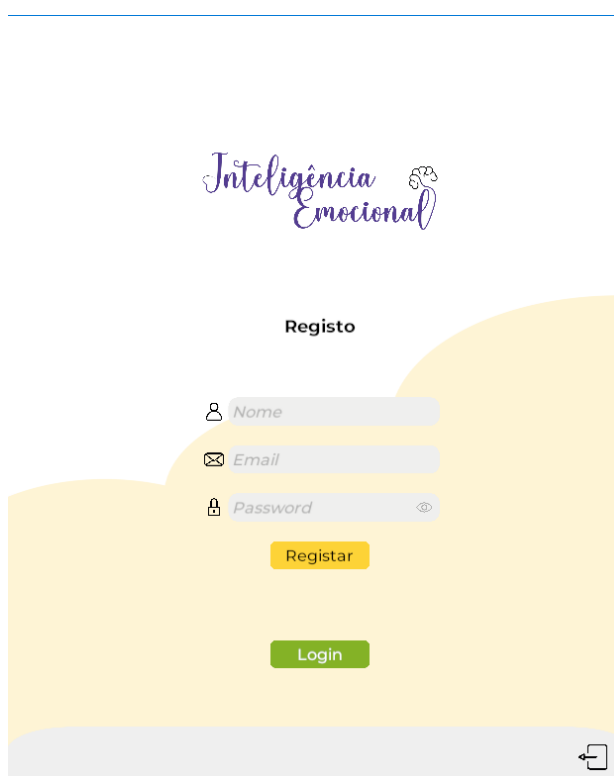 Inteligência
Emocional
Registo
Nome
Email
Password
Registar
Login